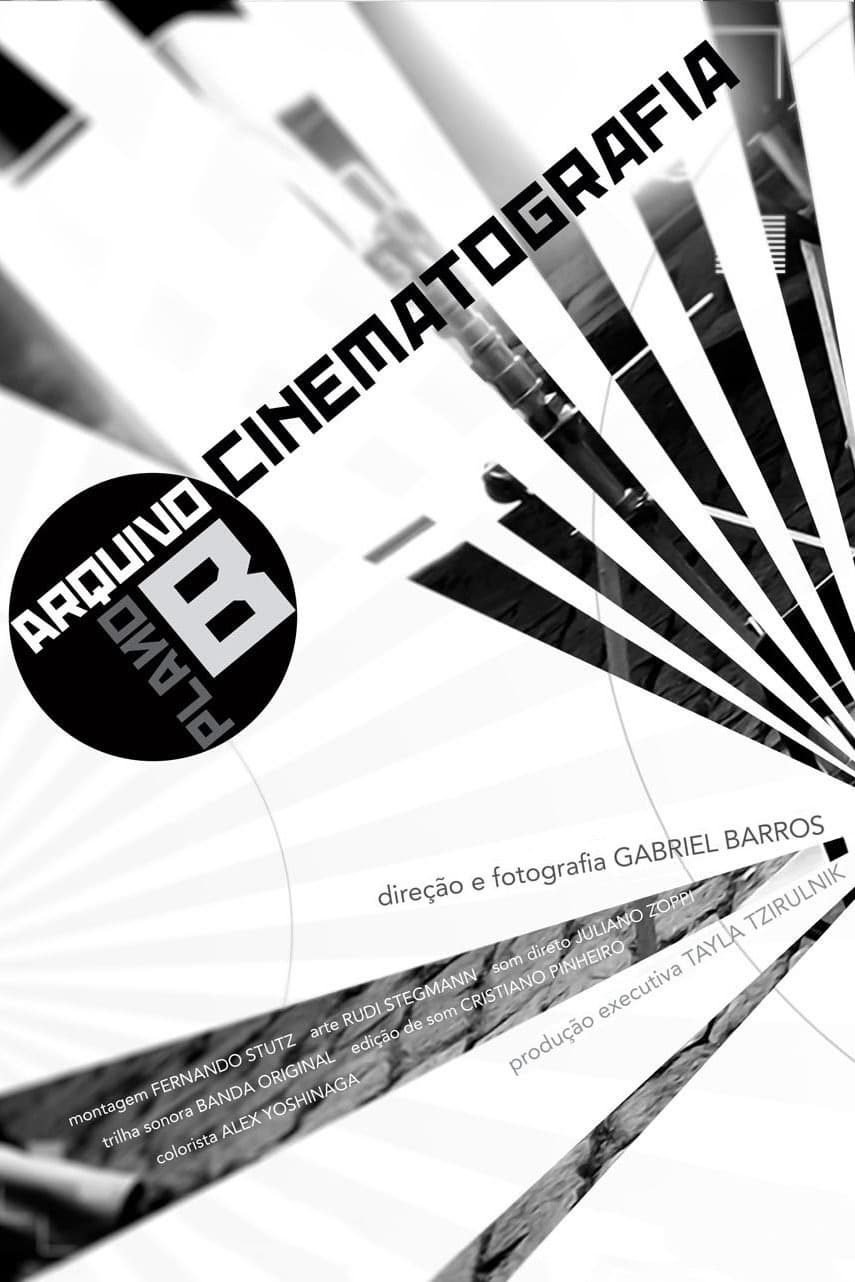 CINEMATOGRAFIA
ARQUIVO
B
PLANO
direção e fotografia GABRIEL BARROS
montagem FERNANDO STUTZ arte RUDI STEGMANN som direto JULIANO ZOPPI
trilha sonora BANDA ORIGINAL edição de som CRISTIANO PINHEIRO
colorista ALEX YOSHINAGA
produção executiva TAYLA TZIRULNIK